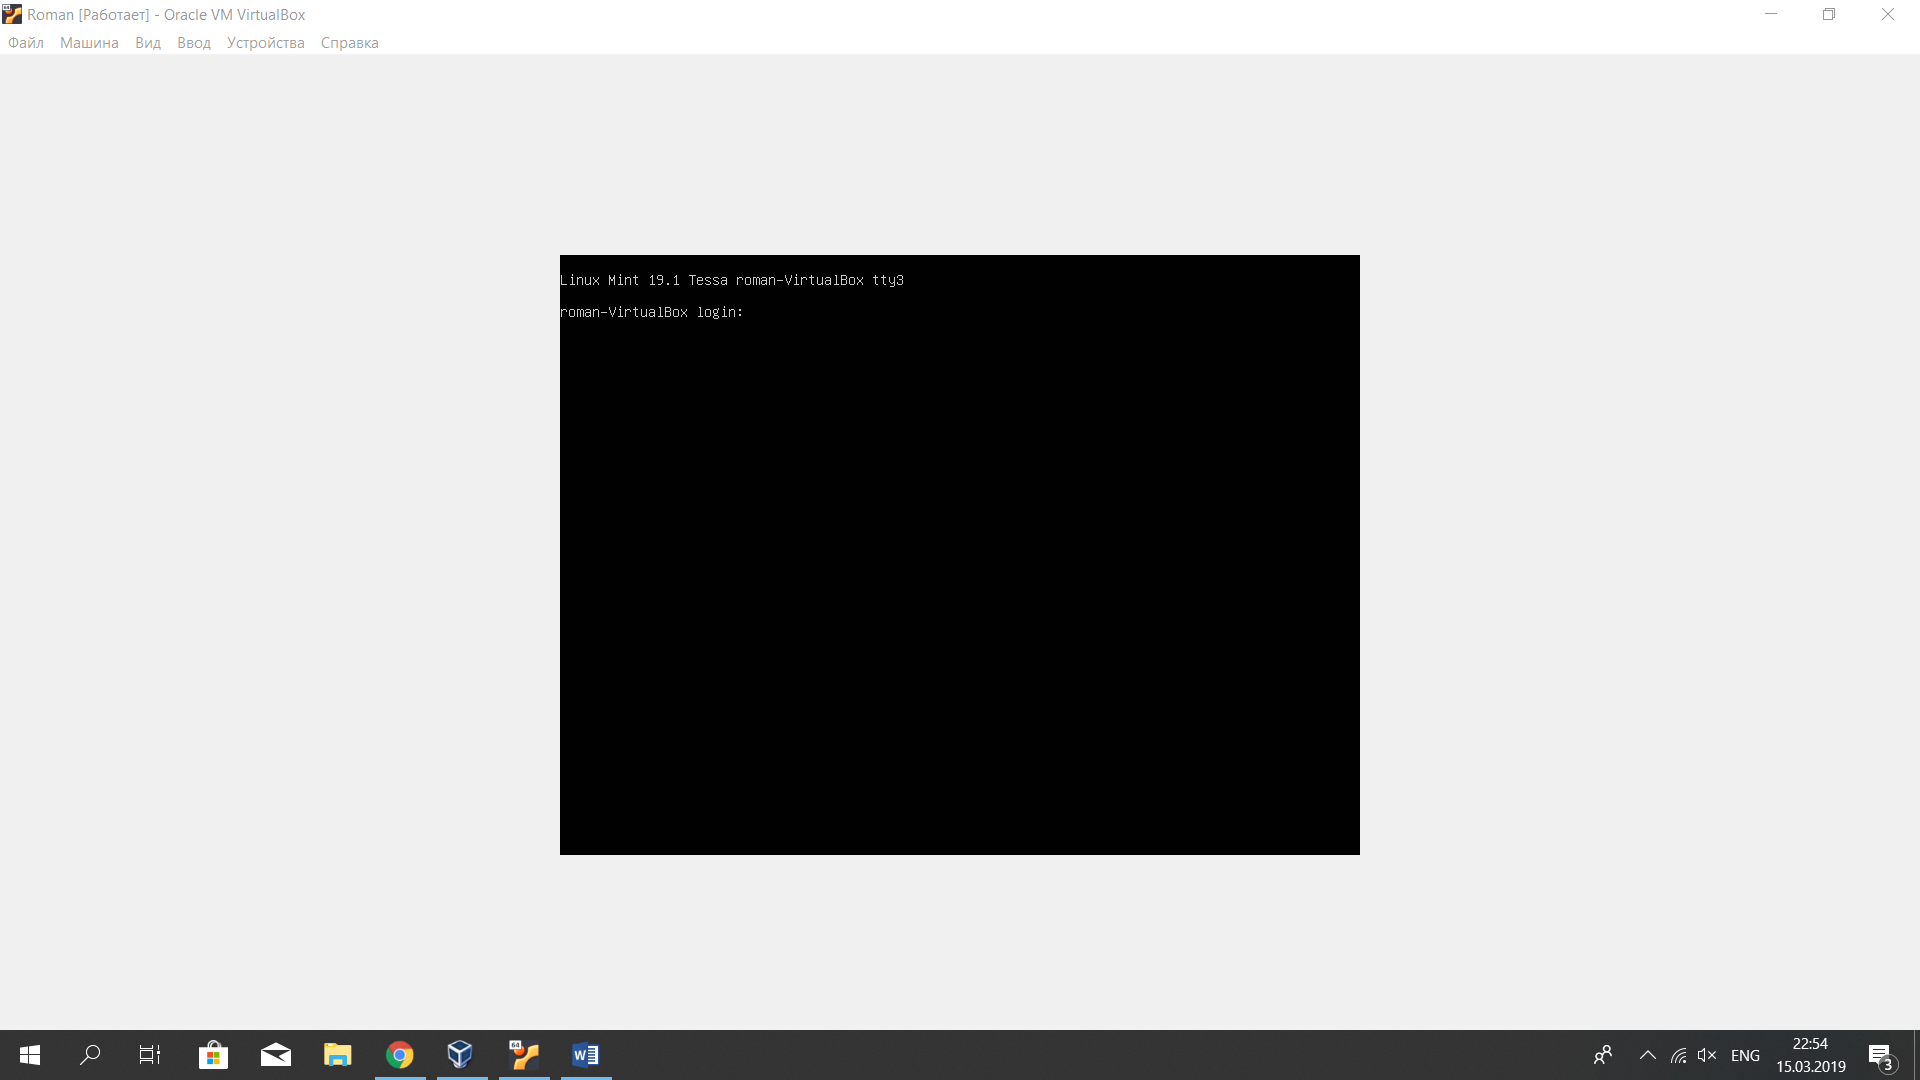 Roman [Работает] - Oracle VM VirtualBox
Файл Машина Вид Ввод Устройства Справка
Linux Mint 19.1 Tessa roman-VirtualBox tty3
roman-VirtualBox login:
64
W
ENG
22:54
15.03.2019
3